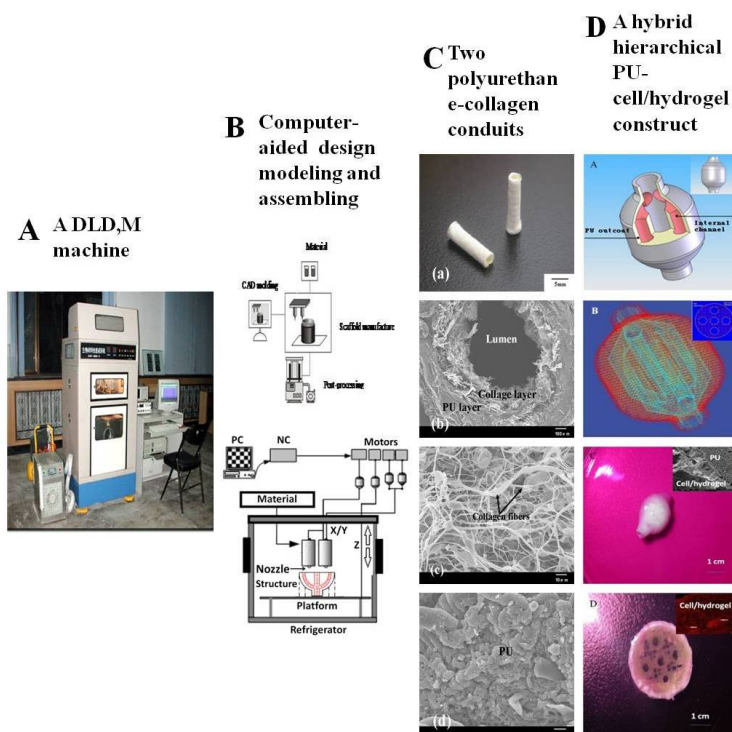 A
A DLD,M
machine
B
Computer-
aided design
modeling and
assembling
Material
CAD molding
Scaffold manufacture
Post-processing
PC
NC
Motors
Material
X/Y
Z
Nozzle
Structure
Platform
Refrigerator
C
Two
polyurethan
e-collagen
conduits
(a)
5mm
Lumen
Collage layer
PU layer
(b)
Collagen fibers
(c)
PU
(d)
D
A hybrid
hierarchical
PU-
cell/hydrogel
construct
A
PU outcoat
Internal
channel
B
PU
Cell/hydrogel
1 cm
D
Cell/hydrogel
1 cm